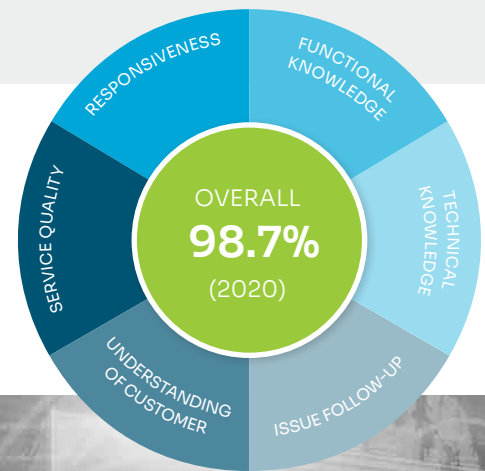 RESPONSIVENESS
FUNCTIONAL
KNOWLEDGE
TECHNICAL
KNOWLEDGE
ISSUE FOLLOW-UP
UNDERSTANDING
OF CUSTOMER
SERVICE QUALITY
OVERALL
98.7%
(2020)